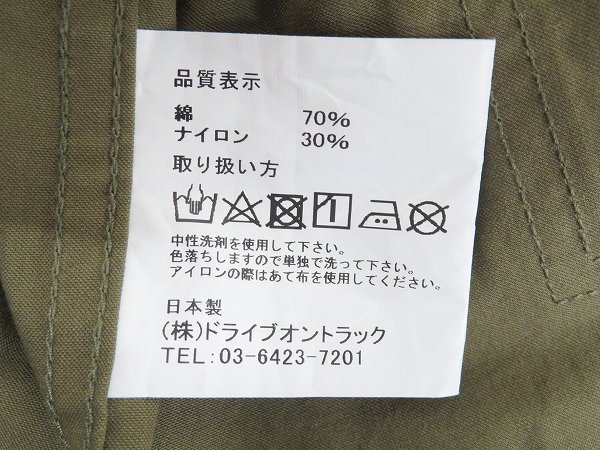 品質表示
綿 70%
ナイロン 30%
取り扱い方
中性洗剤を使用して下さい。
色落ちしますので単独で洗って下さい。
アイロンの際はあて布を使用してください。
日本製
(株)ドライブオントラック
TEL:03-6423-7201